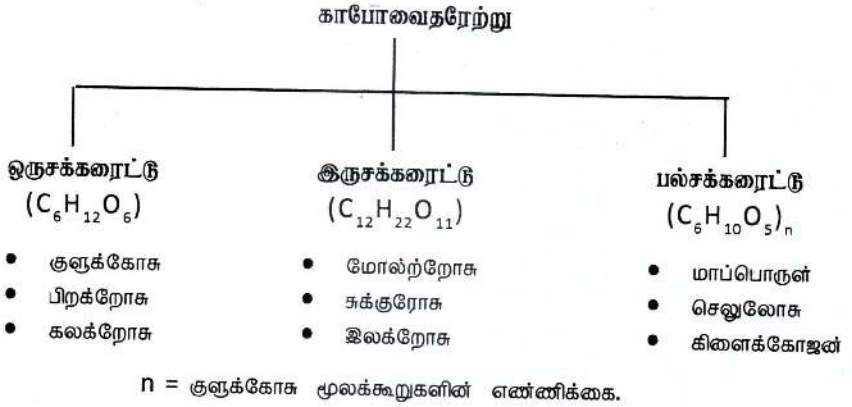 காபோவைதரேற்று
ஒருசக்கரைட்டு இருசக்கரைட்டு பல்சக்கரைட்டு
(C₆H₁₂O₆) (C₁₂H₂₂O₁₁) (C₆H₁₀O₅)ₙ
• குளுக்கோசு • மோல்ற்றோசு • மாப்பொருள்
• பிறக்றோசு • சுக்குரோசு • செலுலோசு
• கலக்றோசு • இலக்றோசு • கிளைக்கோஜன்
n = குளுக்கோசு மூலக்கூறுகளின் எண்ணிக்கை.